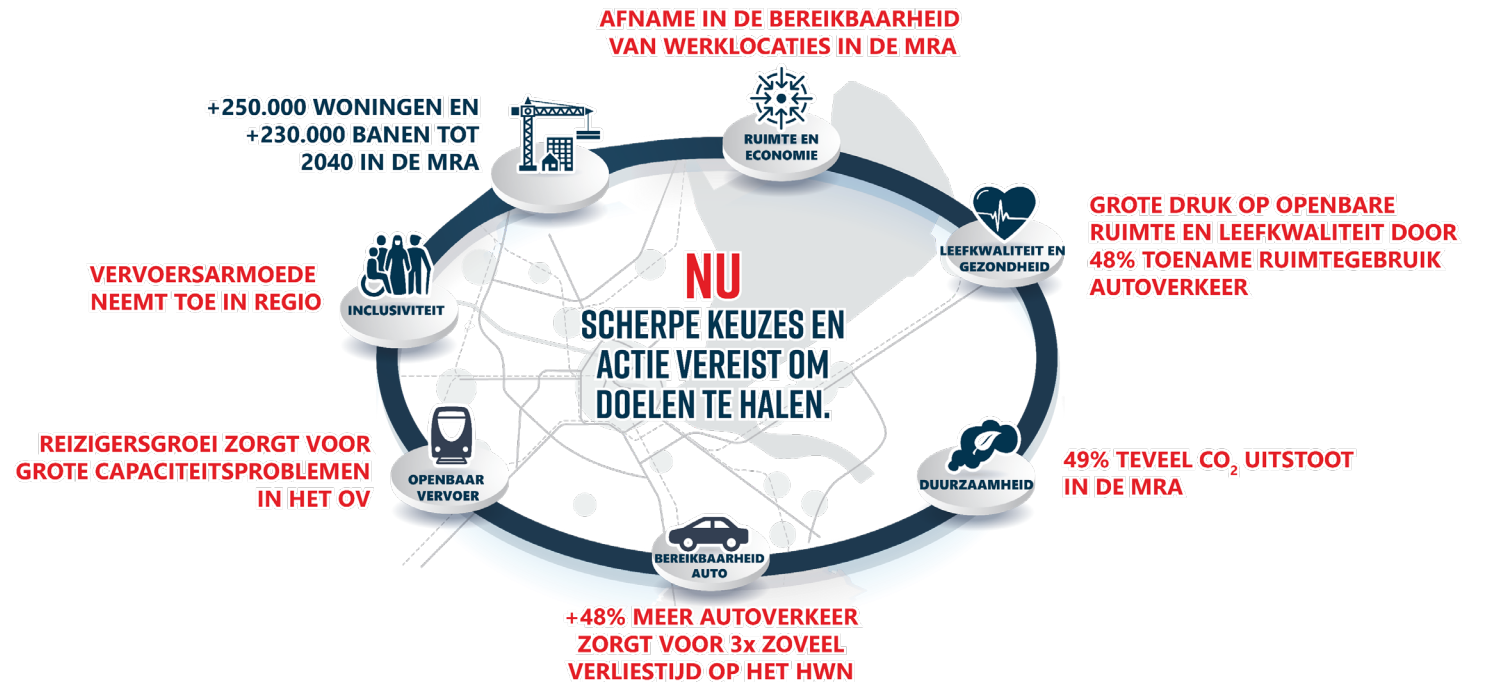 AFNAME IN DE BEREIKBAARHEID
VAN WERKLOCATIES IN DE MRA
RUIMTE EN
ECONOMIE
+250.000 WONINGEN EN
+230.000 BANEN TOT
2040 IN DE MRA
GROTE DRUK OP OPENBARE
RUIMTE EN LEEFKWALITEIT DOOR
48% TOENAME RUIMTEGEBRUIK
AUTOVERKEER
LEEFKWALITEIT EN
GEZONDHEID
VERVOERSARMOEDE
NEEMT TOE IN REGIO
INCLUSIVITEIT
NU
SCHERPE KEUZES EN
ACTIE VEREIST OM
DOELEN TE HALEN.
REIZIGERSGROEI ZORGT VOOR
GROTE CAPACITEITSPROBLEMEN
IN HET OV
OPENBAAR
VERVOER
49% TEVEEL CO₂ UITSTOOT
IN DE MRA
DUURZAAMHEID
BEREIKBAARHEID
AUTO
+48% MEER AUTOVERKEER
ZORGT VOOR 3x ZOVEEL
VERLIESTIJD OP HET HWN